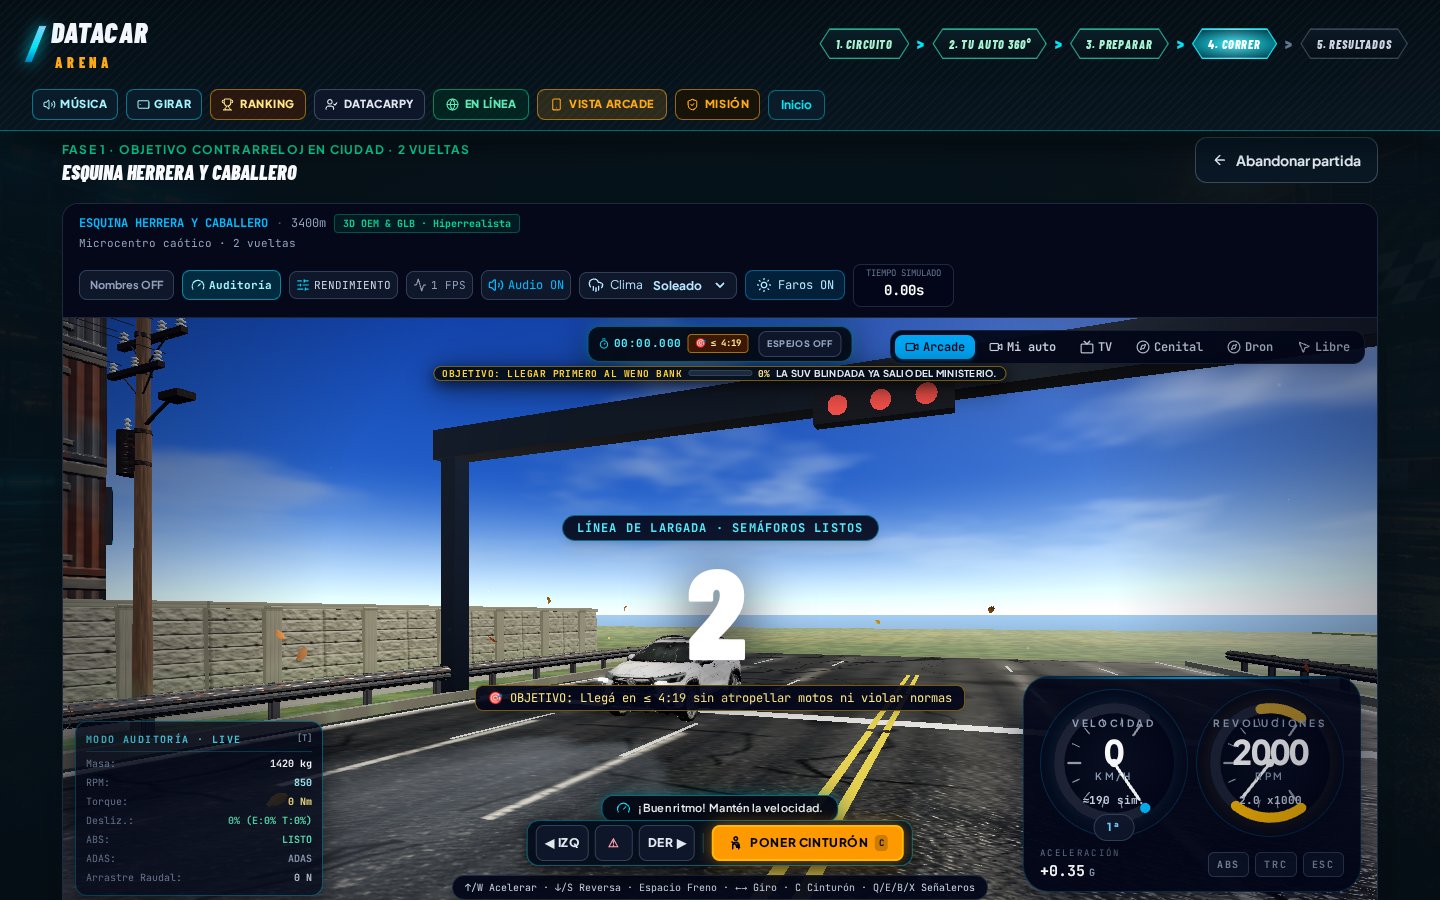 DATACAR
ARENA
1. CIRCUITO > 2. TU AUTO 360° > 3. PREPARAR > 4. CORRER > 5. RESULTADOS
MÚSICA GIRAR RANKING DATACARPY EN LÍNEA VISTA ARCADE MISIÓN Inicio
FASE 1 · OBJETIVO CONTRARRELOJ EN CIUDAD · 2 VUELTAS
ESQUINA HERRERA Y CABALLERO
← Abandonar partida
ESQUINA HERRERA Y CABALLERO · 3400m 3D OEM & GLB · Hiperrealista
Microcentro caótico · 2 vueltas
Nombres OFF Auditoría RENDIMIENTO 1 FPS Audio ON Clima Soleado Faros ON
TIEMPO SIMULADO
0.00s
00:00.000 🎯 ≤ 4:19 ESPEJOS OFF
Arcade Mi auto TV Cenital Dron Libre
OBJETIVO: LLEGAR PRIMERO AL WENO BANK 0% LA SUV BLINDADA YA SALIÓ DEL MINISTERIO.
LÍNEA DE LARGADA · SEMÁFOROS LISTOS
2
🎯 OBJETIVO: Llegá en ≤ 4:19 sin atropellar motos ni violar normas
MODO AUDITORÍA · LIVE [T]
Masa: 1420 kg
RPM: 850
Torque: 0 Nm
Desliz.: 0% (E:0% T:0%)
ABS: LISTO
ADAS: ADAS
Arrastre Raudal: 0 N
¡Buen ritmo! Mantén la velocidad.
◀ IZQ ⚠ DER ▶ PONER CINTURÓN C
↑/W Acelerar · ↓/S Reversa · Espacio Freno · ←→ Giro · C Cinturón · Q/E/B/X Señaleros
VELOCIDAD
0
KM/H
≈190 sim.
1ª
REVOLUCIONES
2000
RPM
2.0 x1000
ACELERACIÓN
+0.35 G
ABS TRC ESC